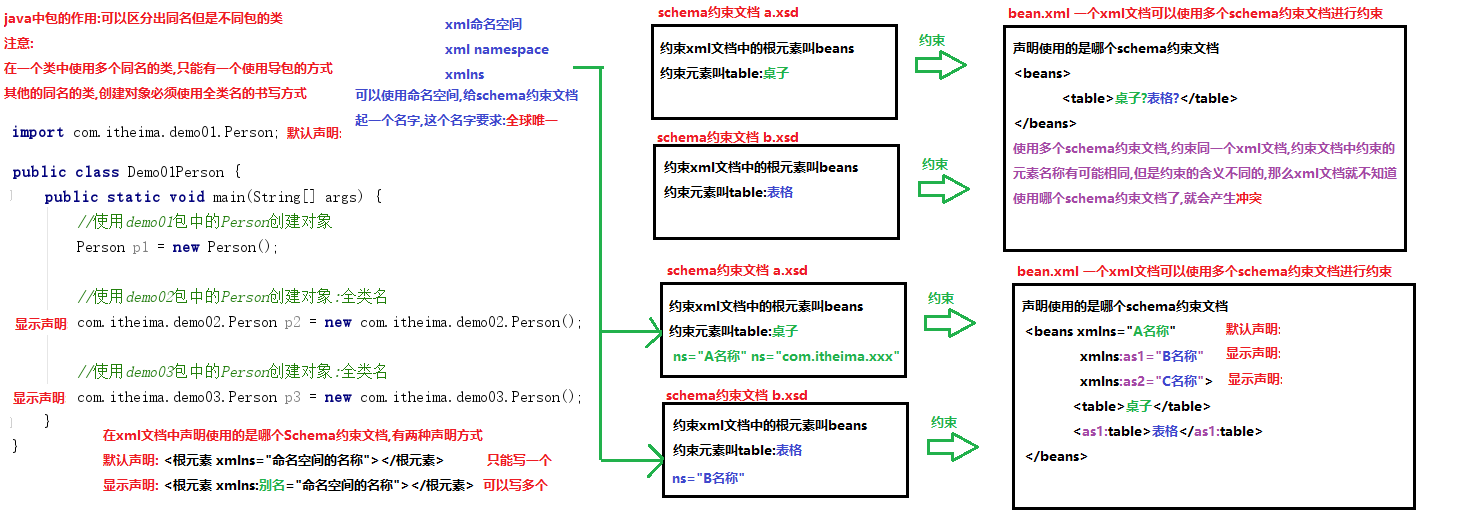 java中包的作用:可以区分出同名但是不同包的类
注意:
在一个类中使用多个同名的类,只能有一个使用导包的方式
其他的同名的类,创建对象必须使用全类名的书写方式
import com.itheima.demo01.Person; 默认声明:
public class Demo01Person {
public static void main(String[] args) {
//使用demo01包中的Person创建对象
Person p1 = new Person();
//使用demo02包中的Person创建对象:全类名
显示声明 com.itheima.demo02.Person p2 = new com.itheima.demo02.Person();
//使用demo03包中的Person创建对象:全类名
显示声明 com.itheima.demo03.Person p3 = new com.itheima.demo03.Person();
}
}
在xml文档中声明使用的是哪个Schema约束文档,有两种声明方式
默认声明: <根元素 xmlns="命名空间的名称"></根元素> 只能写一个
显示声明: <根元素 xmlns:别名="命名空间的名称"></根元素> 可以写多个
xml命名空间
xml namespace
xmlns
可以使用命名空间,给schema约束文档
起一个名字,这个名字要求:全球唯一
schema约束文档 a.xsd
约束xml文档中的根元素叫beans
约束元素叫table:桌子
约束
schema约束文档 b.xsd
约束xml文档中的根元素叫beans
约束元素叫table:表格
约束
bean.xml 一个xml文档可以使用多个schema约束文档进行约束
声明使用的是哪个schema约束文档
<beans>
<table>桌子?表格?</table>
</beans>
使用多个schema约束文档,约束同一个xml文档,约束文档中约束的
元素名称有可能相同,但是约束的含义不同的,那么xml文档就不知道
使用哪个schema约束文档了,就会产生冲突
schema约束文档 a.xsd
约束xml文档中的根元素叫beans
约束元素叫table:桌子
ns="A名称" ns="com.itheima.xxx"
约束
schema约束文档 b.xsd
约束xml文档中的根元素叫beans
约束元素叫table:表格
ns="B名称"
约束
bean.xml 一个xml文档可以使用多个schema约束文档进行约束
声明使用的是哪个schema约束文档
<beans xmlns="A名称" 默认声明:
xmlns:as1="B名称" 显示声明:
xmlns:as2="C名称"> 显示声明:
<table>桌子</table>
<as1:table>表格</as1:table>
</beans>